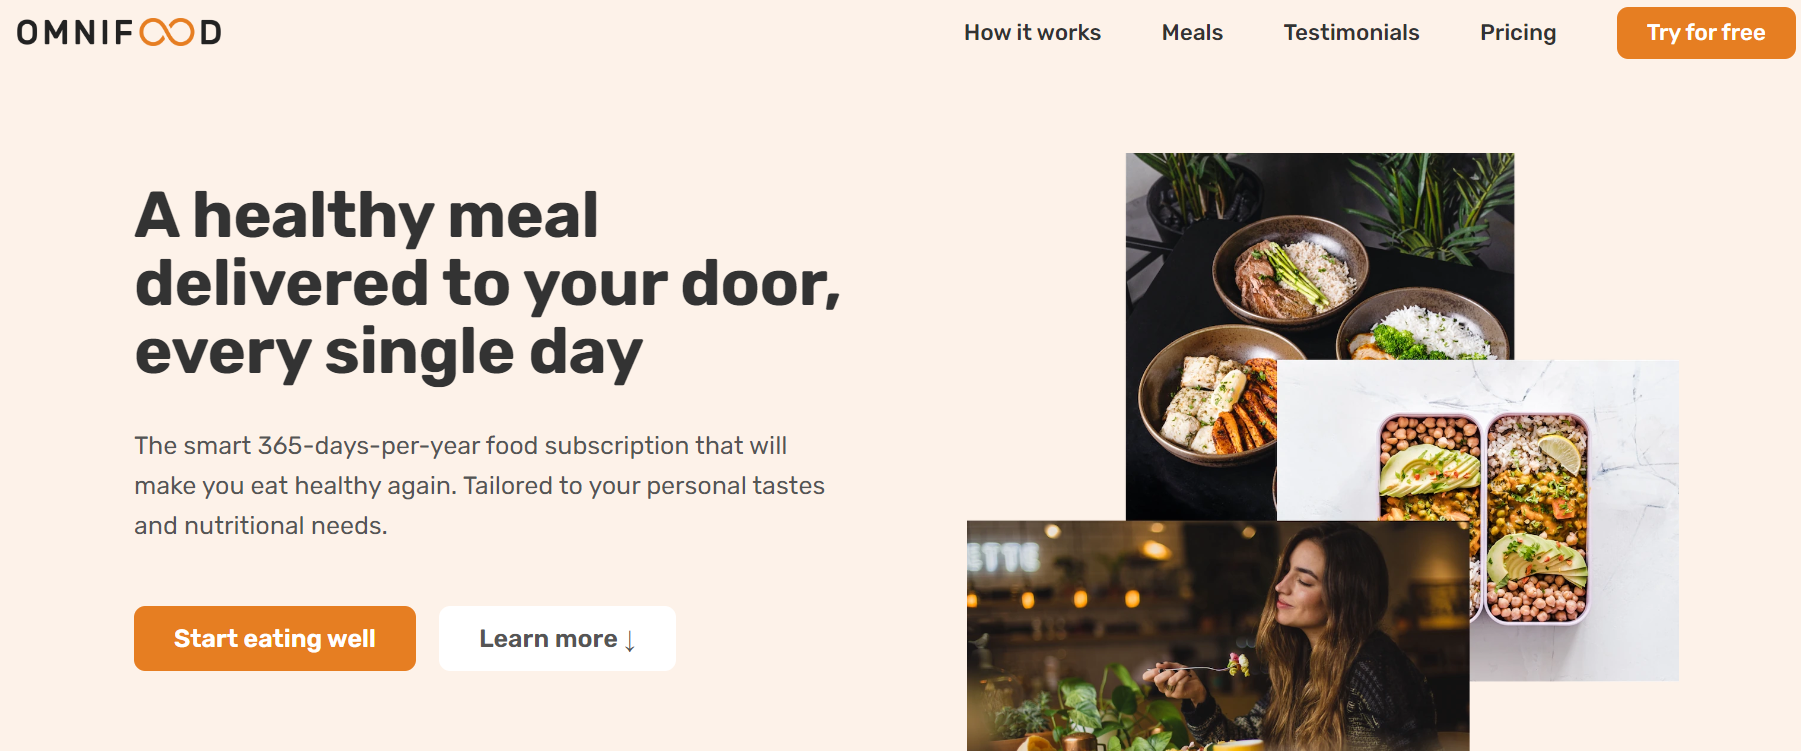 OMNIFOOD
How it works Meals Testimonials Pricing Try for free
A healthy meal
delivered to your door,
every single day
The smart 365-days-per-year food subscription that will
make you eat healthy again. Tailored to your personal tastes
and nutritional needs.
Start eating well Learn more ↓
ETTE